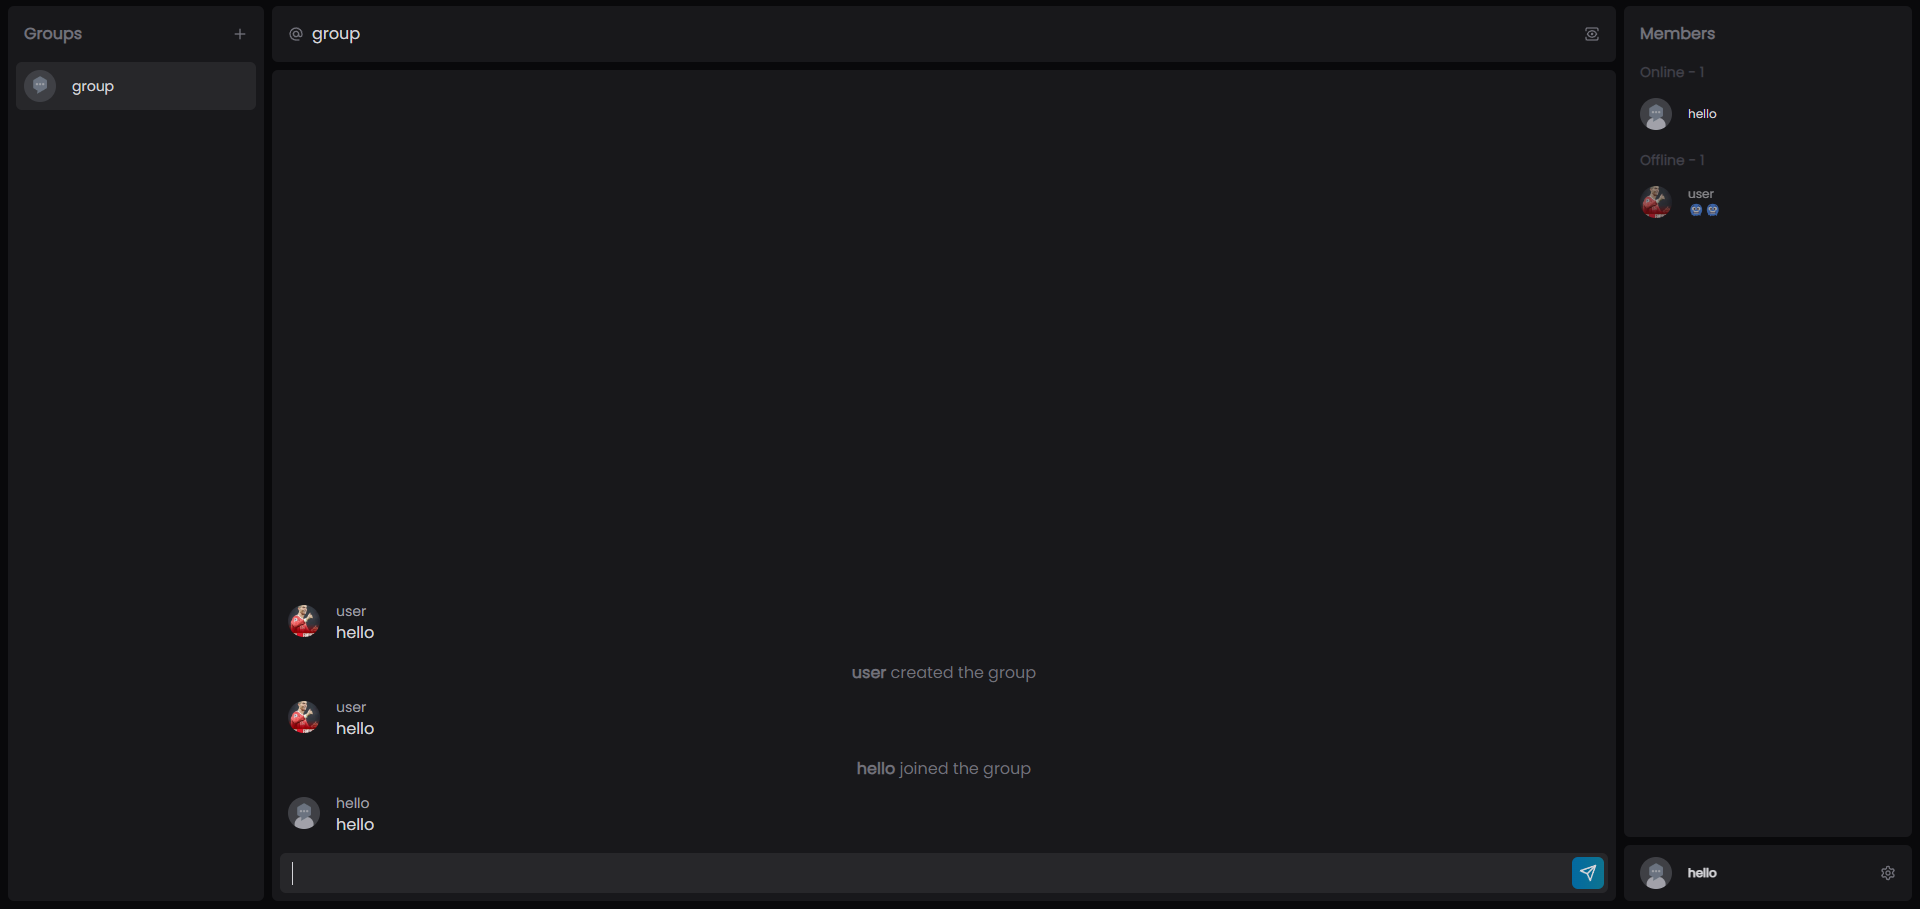 Groups
group
@ group
user
hello
user created the group
user
hello
hello joined the group
hello
hello
Members
Online - 1
hello
Offline - 1
user
hello